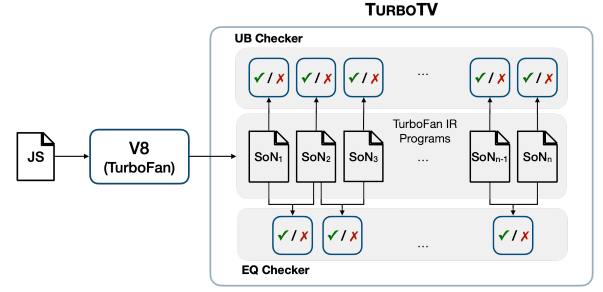 TURBOTV
UB Checker
✓ / ✗ ✓ / ✗ ✓ / ✗ ... ✓ / ✗ ✓ / ✗
TurboFan IR
Programs
JS
V8
(TurboFan)
SoN1 SoN2 SoN3 ... SoNn-1 SoNn
✓ / ✗ ✓ / ✗ ... ✓ / ✗
EQ Checker